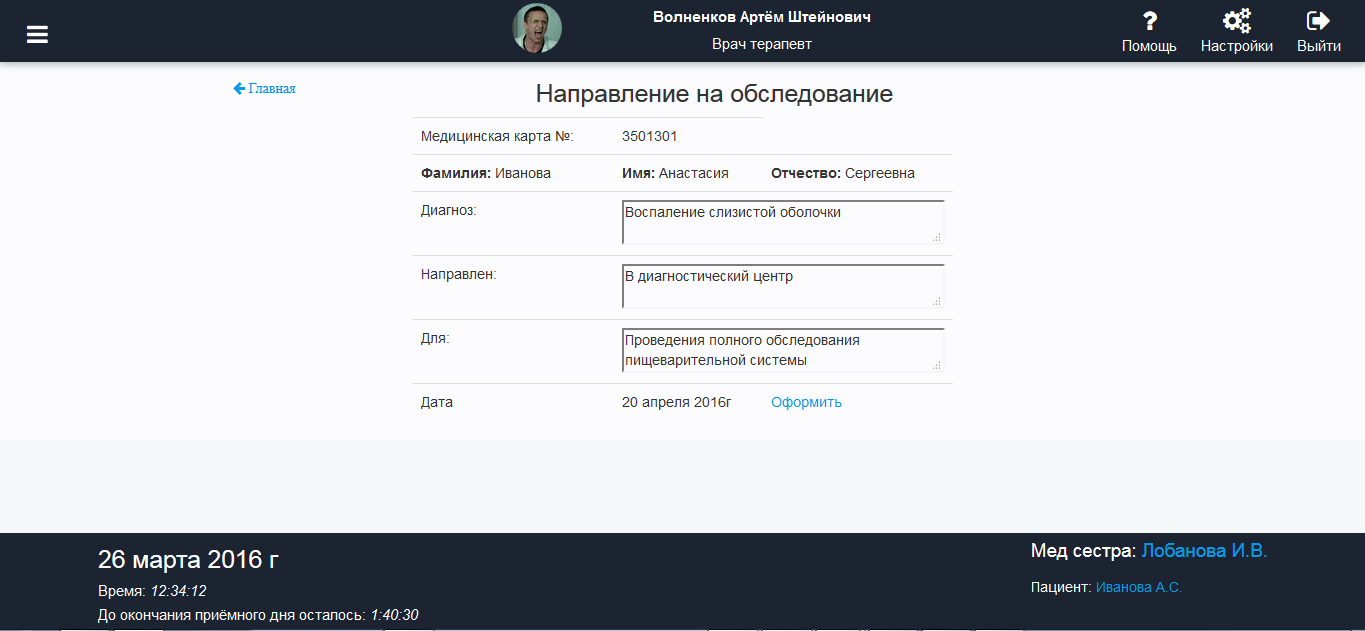 Волненков Артём Штейнович
Врач терапевт
Помощь Настройки Выйти
Главная
Направление на обследование
Медицинская карта №: 3501301
Фамилия: Иванова Имя: Анастасия Отчество: Сергеевна
Диагноз: Воспаление слизистой оболочки
Направлен: В диагностический центр
Для: Проведения полного обследования
пищеварительной системы
Дата 20 апреля 2016г Оформить
26 марта 2016 г
Время: 12:34:12
До окончания приёмного дня осталось: 1:40:30
Мед сестра: Лобанова И.В.
Пациент: Иванова А.С.